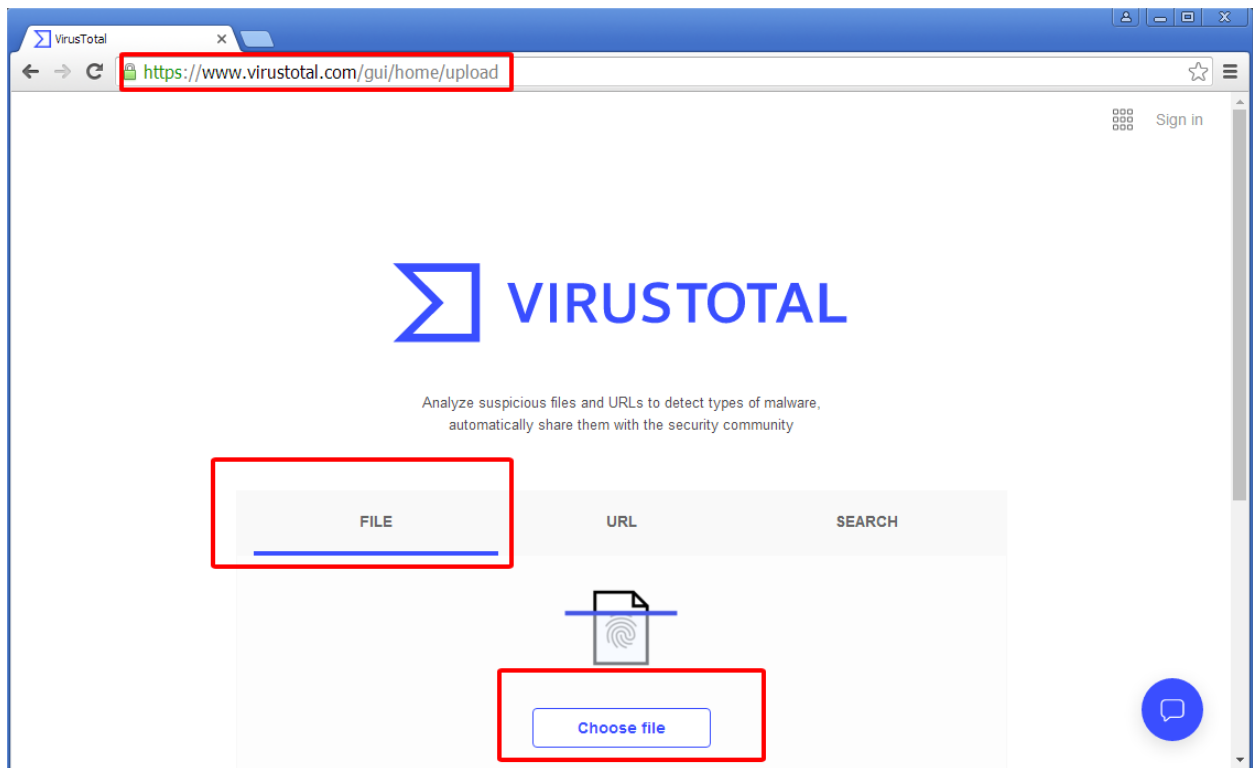 VirusTotal
https://www.virustotal.com/gui/home/upload
Sign in
VIRUSTOTAL
Analyze suspicious files and URLs to detect types of malware,
automatically share them with the security community
FILE URL SEARCH
Choose file